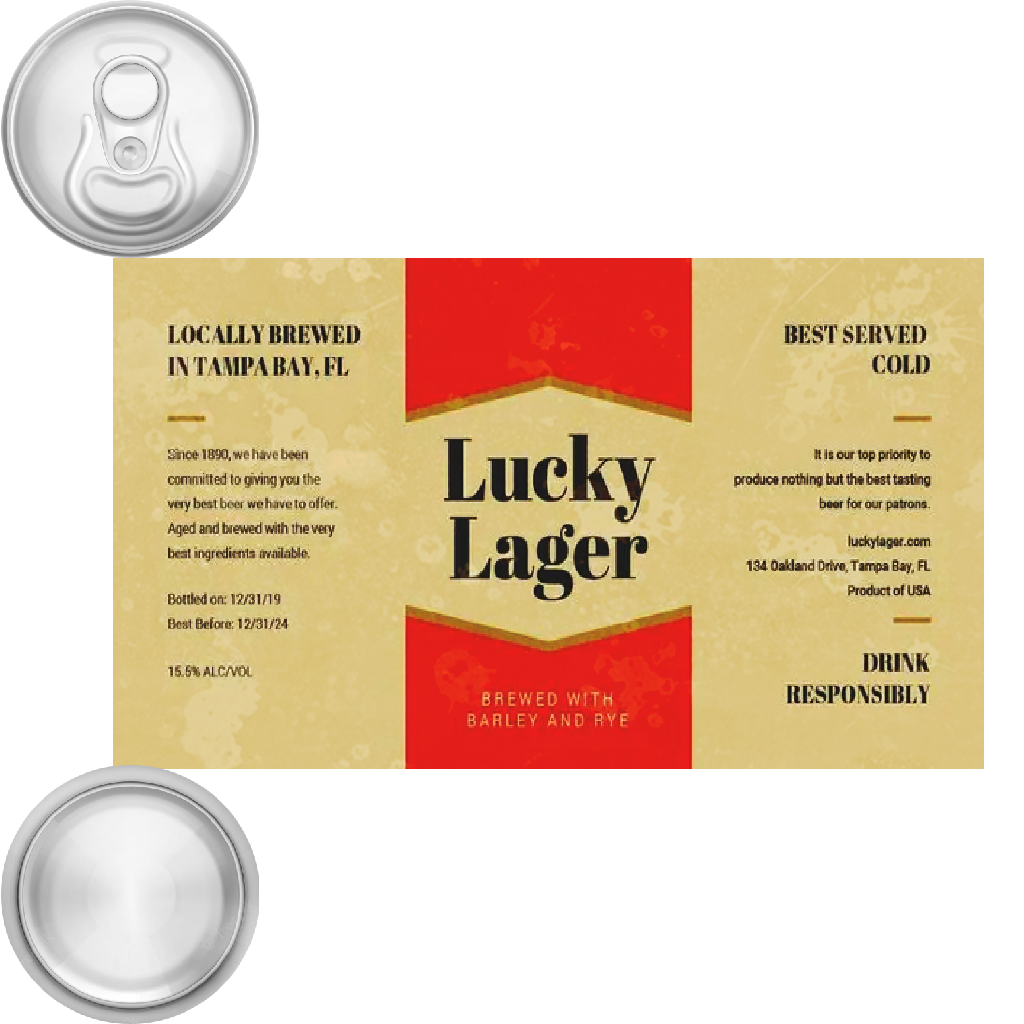 LOCALLY BREWED
IN TAMPA BAY, FL
Since 1890, we have been
committed to giving you the
very best beer we have to offer.
Aged and brewed with the very
best ingredients available.
Bottled on: 12/31/19
Best Before: 12/31/24
15.5% ALC/VOL
Lucky
Lager
BREWED WITH
BARLEY AND RYE
BEST SERVED
COLD
It is our top priority to
produce nothing but the best tasting
beer for our patrons.
luckylager.com
134 Oakland Drive, Tampa Bay, FL
Product of USA
DRINK
RESPONSIBLY